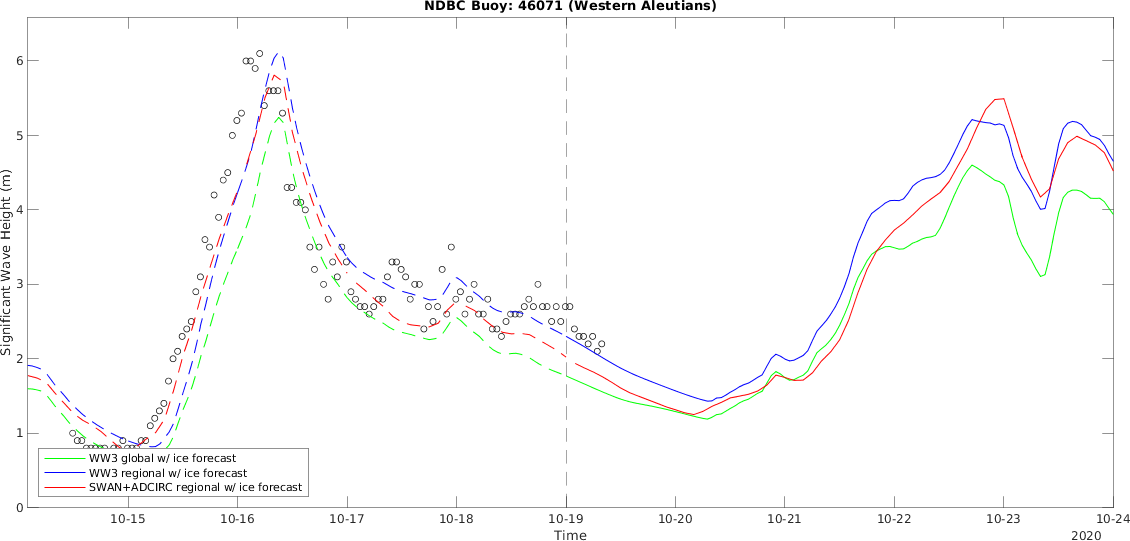 NDBC Buoy: 46071 (Western Aleutians)
Significant Wave Height (m)
6
5
4
3
2
1
0
WW3 global w/ ice forecast
WW3 regional w/ ice forecast
SWAN+ADCIRC regional w/ ice forecast
10-15 10-16 10-17 10-18 10-19 10-20 10-21 10-22 10-23 10-24
Time
2020